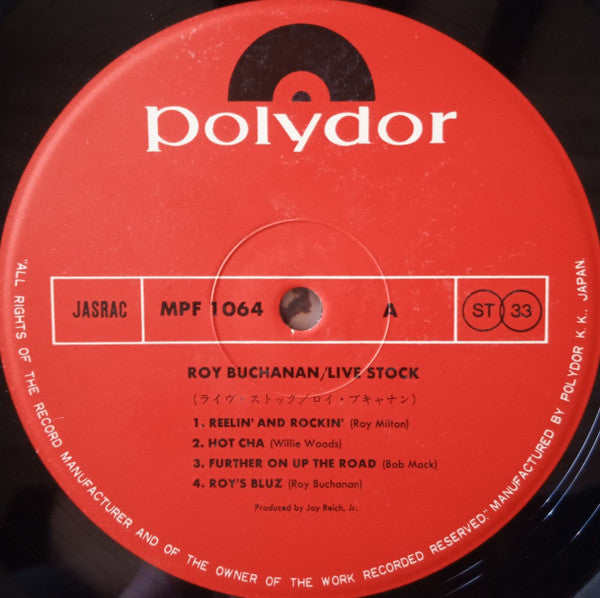 polydor
JASRAC MPF 1064 A ST 33
ROY BUCHANAN/LIVE STOCK
(ライヴ・ストック/ロイ・ブキャナン)
1. REELIN' AND ROCKIN' (Roy Milton)
2. HOT CHA (Willie Woods)
3. FURTHER ON UP THE ROAD (Bob Mack)
4. ROY'S BLUZ (Roy Buchanan)
Produced by Jay Reich, Jr.
"ALL RIGHTS OF THE RECORD MANUFACTURER AND OF THE OWNER OF THE WORK RECORDED RESERVED." MANUFACTURED BY POLYDOR K. K. JAPAN